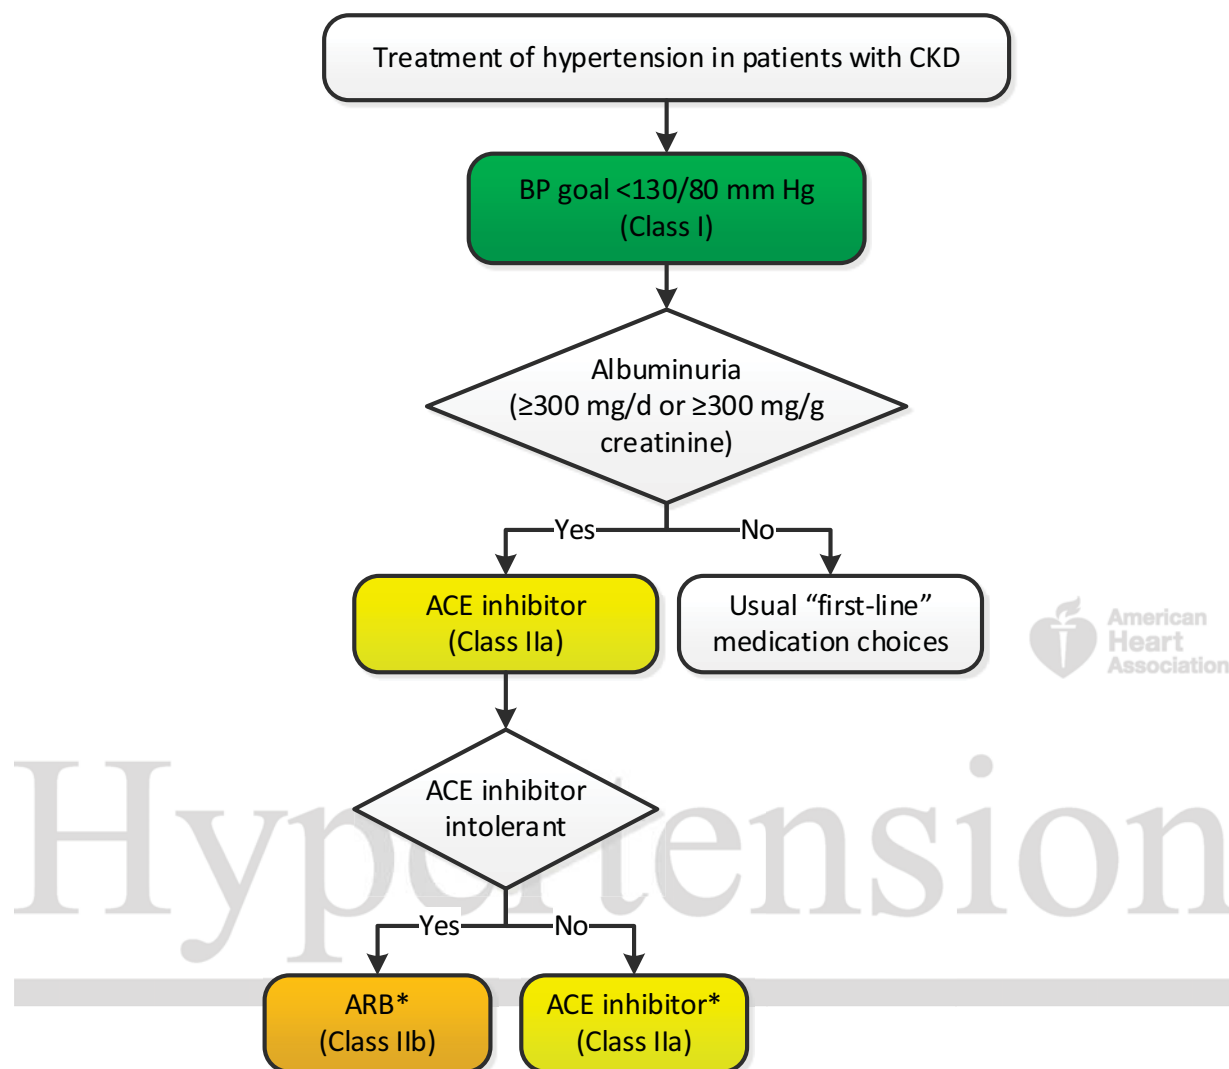 Treatment of hypertension in patients with CKD
BP goal <130/80 mm Hg
(Class I)
Albuminuria
(≥300 mg/d or ≥300 mg/g
creatinine)
Yes
No
ACE inhibitor
(Class IIa)
Usual “first-line”
medication choices
American
Heart
Association
ACE inhibitor
intolerant
Hypertension
Yes
No
ARB*
(Class IIb)
ACE inhibitor*
(Class IIa)